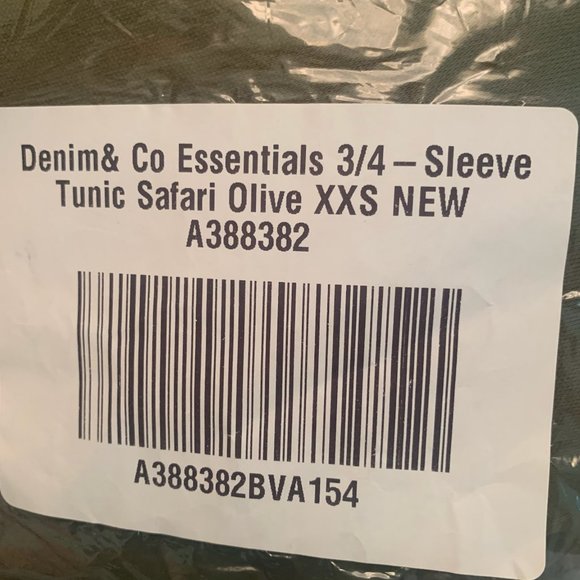 Denim& Co Essentials 3/4 – Sleeve
Tunic Safari Olive XXS NEW
A388382
A388382BVA154